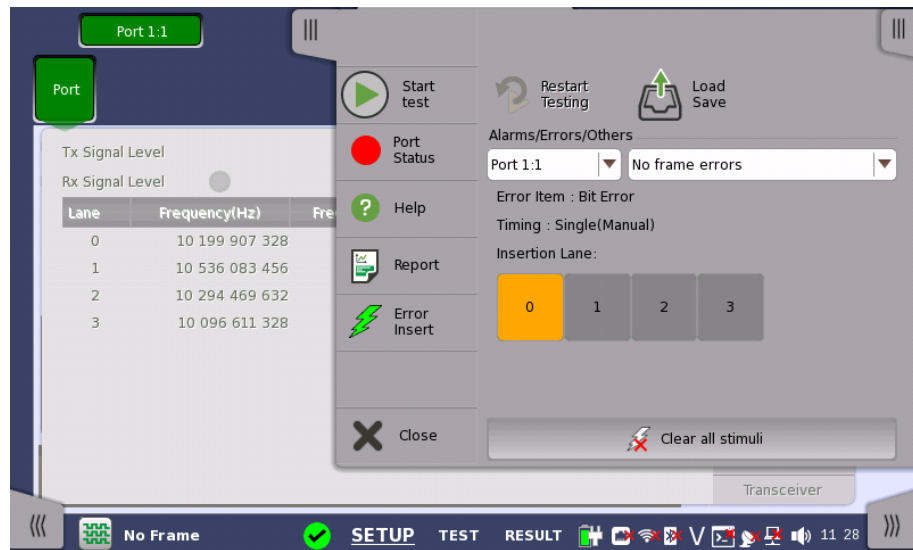 Port 1:1
Port
Tx Signal Level
Rx Signal Level
Lane Frequency(Hz) Fre
0 10 199 907 328
1 10 536 083 456
2 10 294 469 632
3 10 096 611 328
Start
test
Port
Status
Help
Report
Error
Insert
Close
Restart
Testing
Load
Save
Alarms/Errors/Others
Port 1:1 No frame errors
Error Item : Bit Error
Timing : Single(Manual)
Insertion Lane:
0 1 2 3
Clear all stimuli
Transceiver
No Frame SETUP TEST RESULT V 11 28